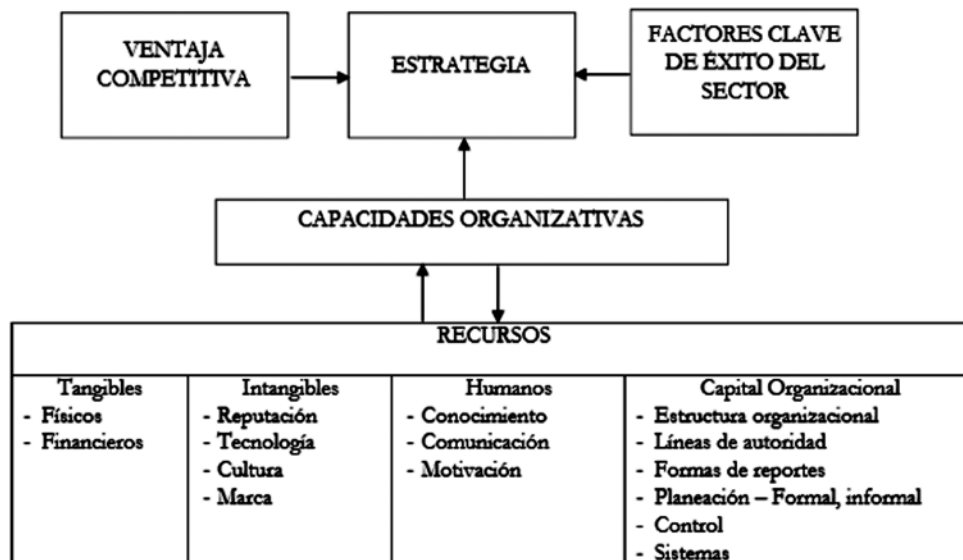 VENTAJA
COMPETITIVA
ESTRATEGIA
FACTORES CLAVE
DE ÉXITO DEL
SECTOR
CAPACIDADES ORGANIZATIVAS
RECURSOS
Tangibles
- Físicos
- Financieros
Intangibles
- Reputación
- Tecnología
- Cultura
- Marca
Humanos
- Conocimiento
- Comunicación
- Motivación
Capital Organizacional
- Estructura organizacional
- Líneas de autoridad
- Formas de reportes
- Planeación – Formal, informal
- Control
- Sistemas